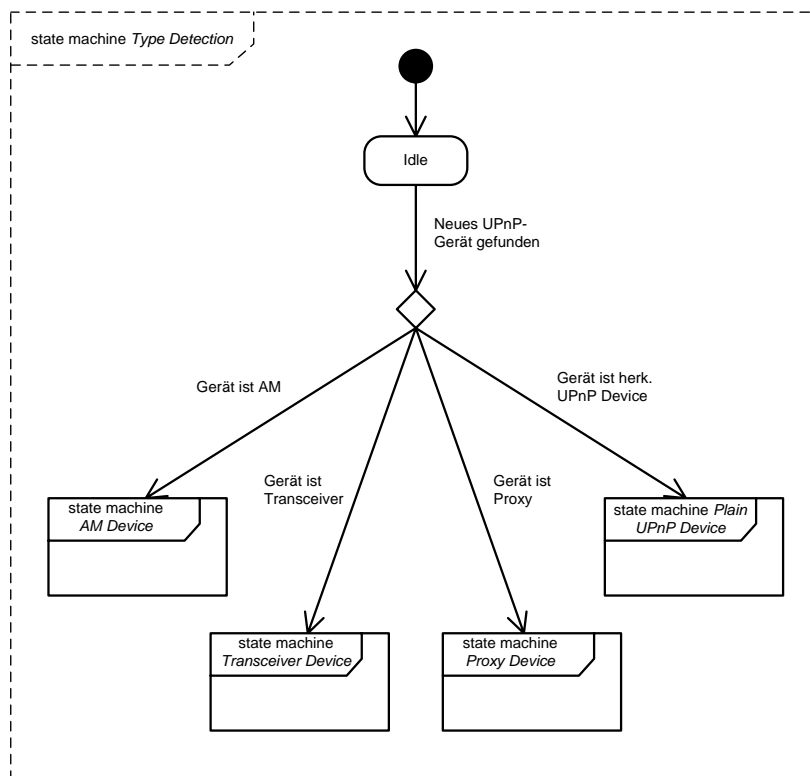 state machine Type Detection
Idle
Neues UPnP-
Gerät gefunden
Gerät ist AM
Gerät ist herk.
UPnP Device
Gerät ist
Transceiver
Gerät ist
Proxy
state machine
AM Device
state machine Plain
UPnP Device
state machine
Transceiver Device
state machine
Proxy Device